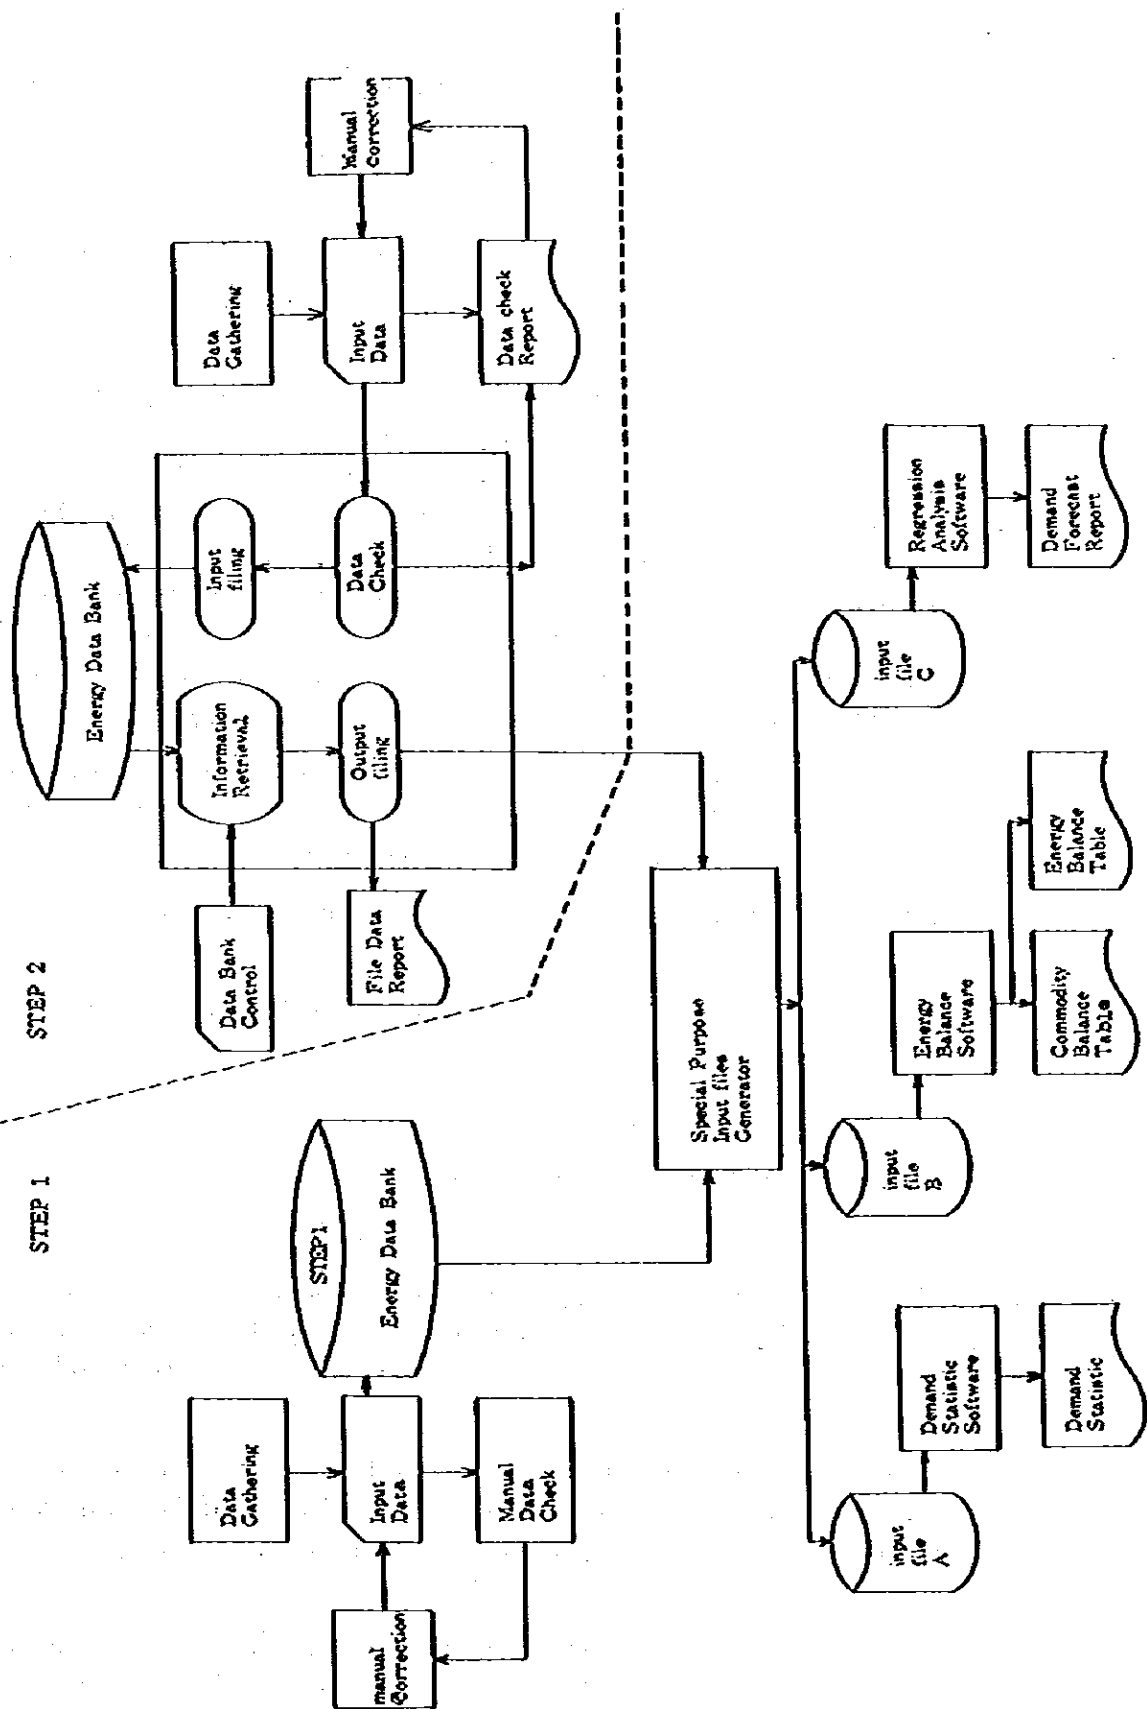 STEP 1
STEP 2
Data
Gathering
Input
Data
Manual
Data
Check
manual
Correction
STEP1
Energy Data Bank
Energy Data Bank
Data Bank
Control
Information
Retrieval
Output
filing
File Data
Report
Input
filing
Data
Check
Data
Gathering
Input
Data
Manual
Correction
Data check
Report
Special Purpose
Input files
Generator
input
file
A
Demand
Statistic
Software
Demand
Statistic
input
file
B
Energy
Balance
Software
Commodity
Balance
Table
Energy
Balance
Table
input
file
C
Regression
Analysis
Software
Demand
Forecast
Report